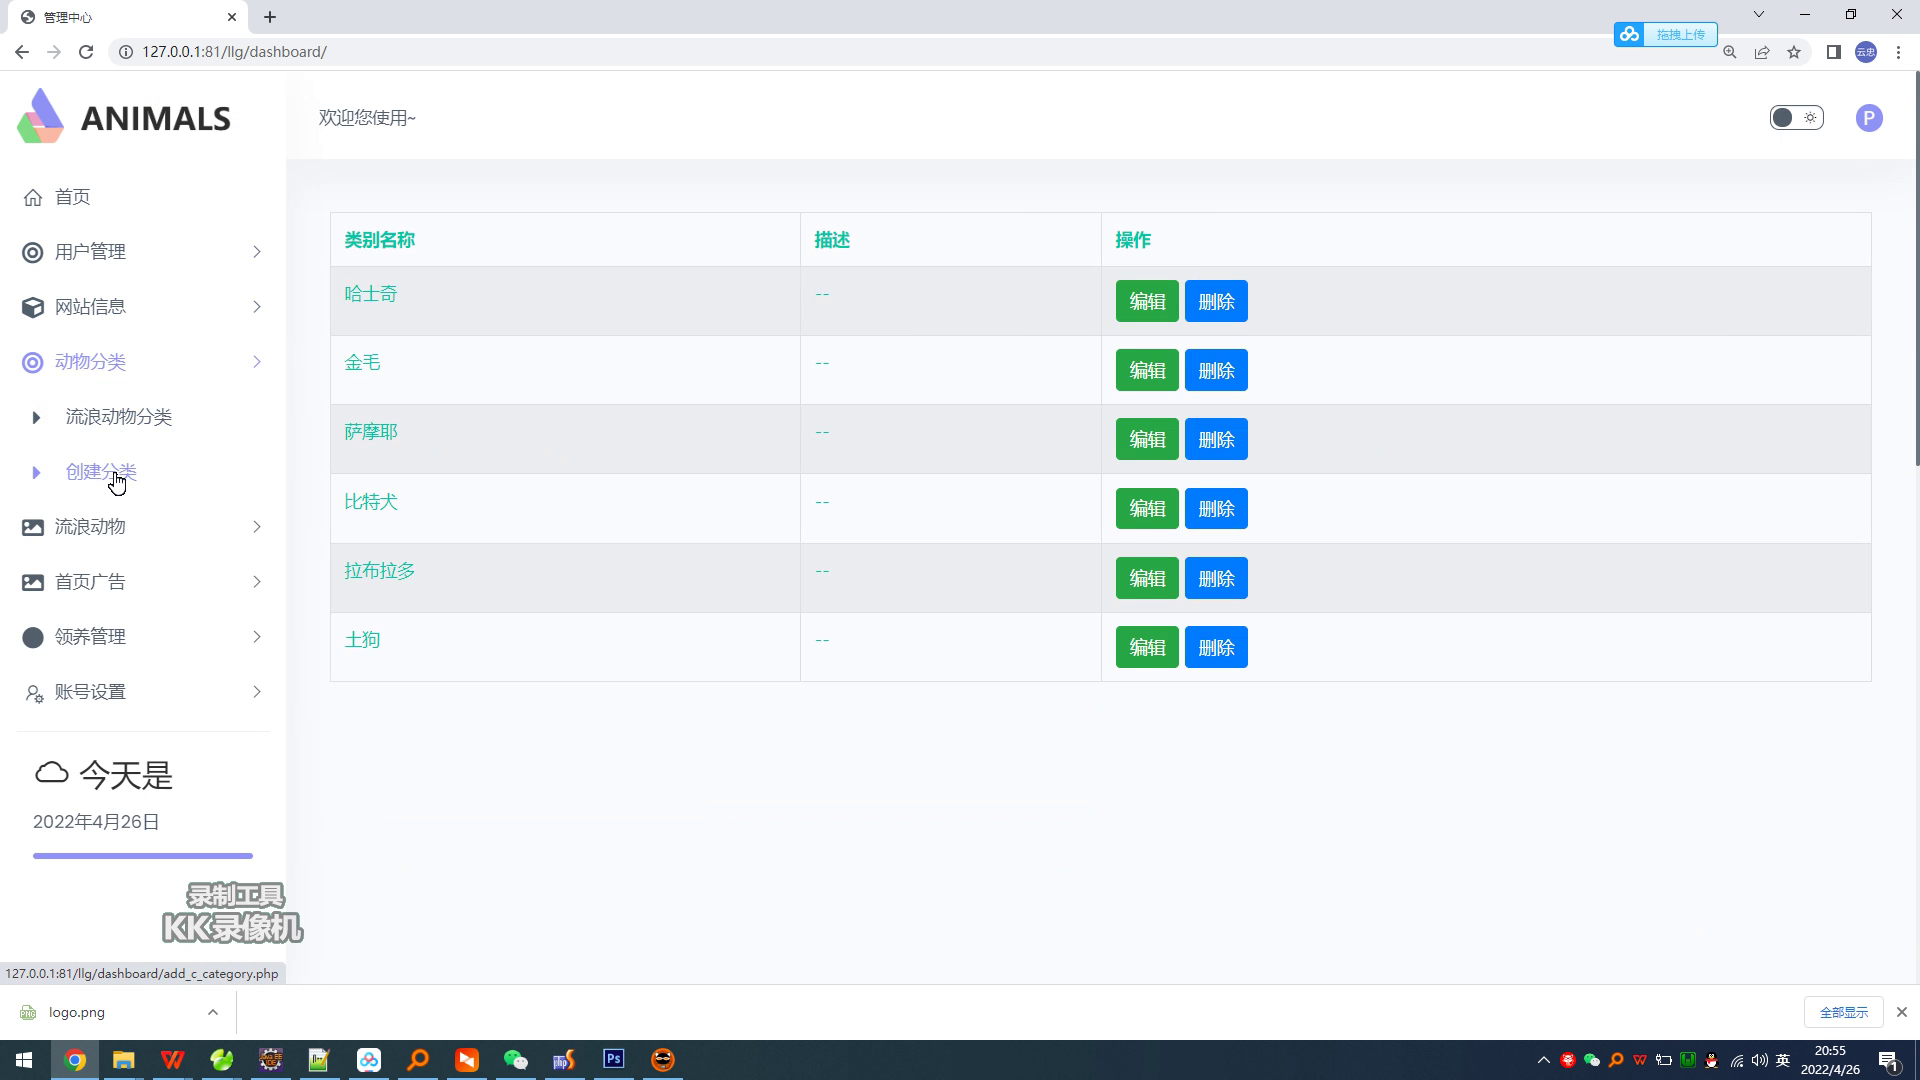 管理中心
127.0.0.1:81/llg/dashboard/
拖拽上传
云忠
ANIMALS
欢迎您使用~
P
首页
用户管理
网站信息
动物分类
流浪动物分类
创建分类
流浪动物
首页广告
领养管理
账号设置
今天是
2022年4月26日
类别名称 描述 操作
哈士奇 -- 编辑 删除
金毛 -- 编辑 删除
萨摩耶 -- 编辑 删除
比特犬 -- 编辑 删除
拉布拉多 -- 编辑 删除
土狗 -- 编辑 删除
录制工具
KK录像机
127.0.0.1:81/llg/dashboard/add_c_category.php
logo.png
全部显示
Ps
英
20:55
2022/4/26
1